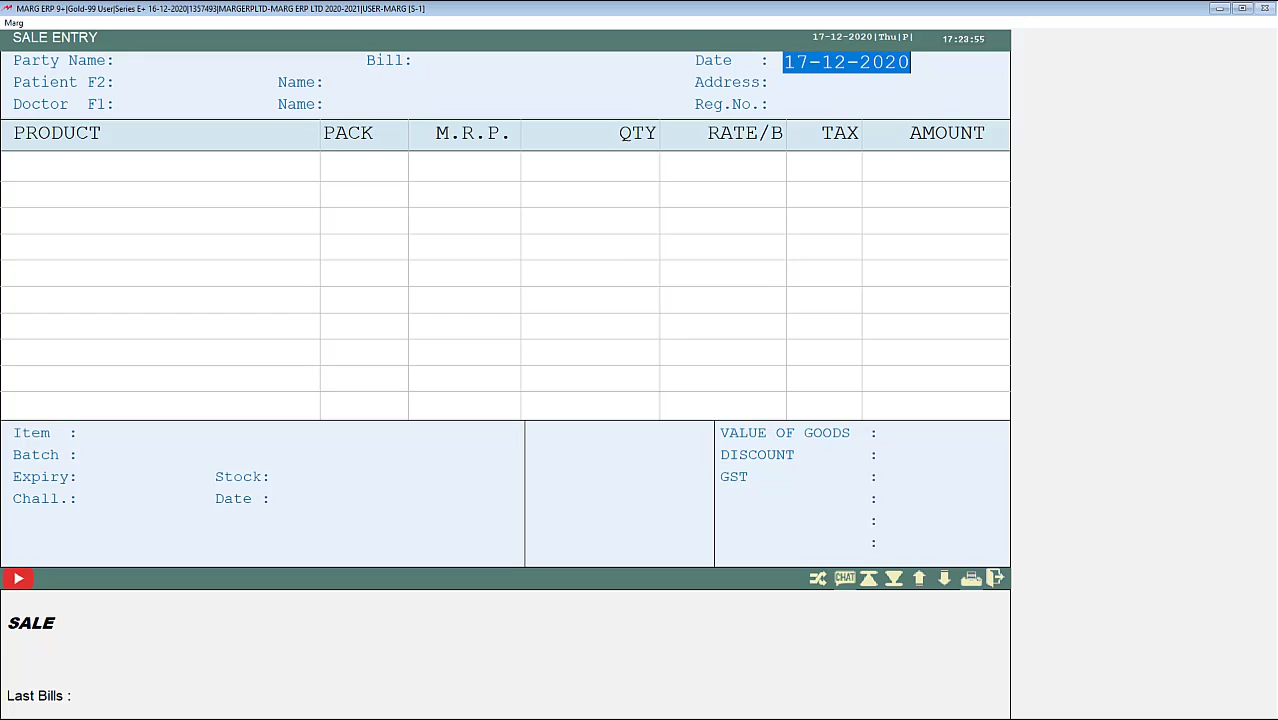 MARG ERP 9+|Gold-99 User|Series E+ 16-12-2020|1357493|MARGERPLTD-MARG ERP LTD 2020-2021|USER-MARG [S-1]
Marg
SALE ENTRY 17-12-2020|Thu|P| 17:23:55
Party Name: Bill: Date : 17-12-2020
Patient F2: Name: Address:
Doctor F1: Name: Reg.No.:
PRODUCT PACK M.R.P. QTY RATE/B TAX AMOUNT
Item : VALUE OF GOODS :
Batch : DISCOUNT :
Expiry: Stock: GST :
Chall.: Date : :
:
:
CHAT
SALE
Last Bills :